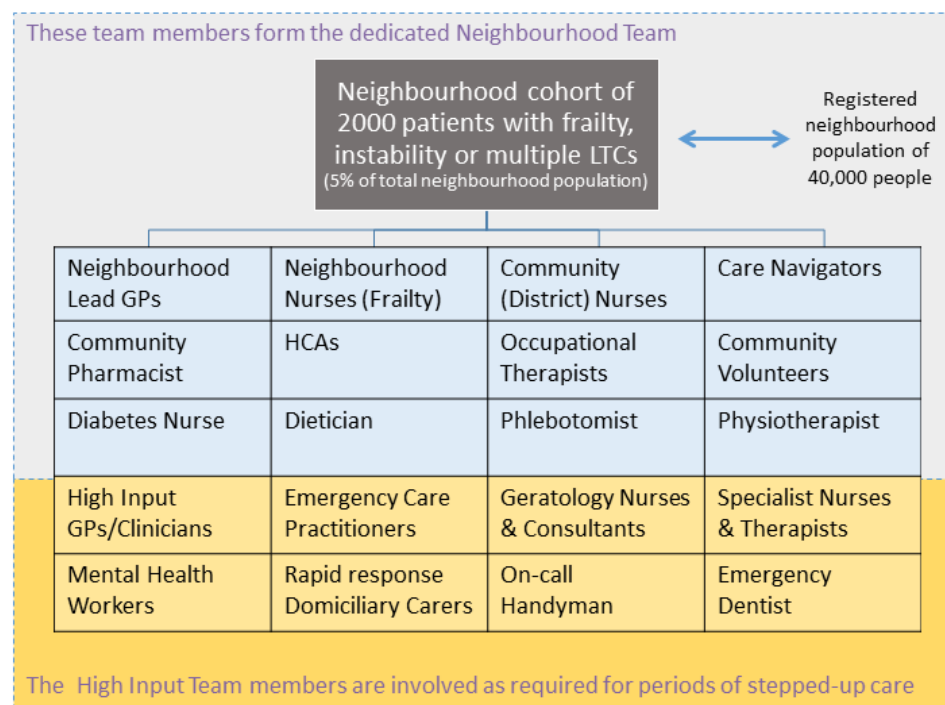 These team members form the dedicated Neighbourhood Team
Neighbourhood cohort of
2000 patients with frailty,
instability or multiple LTCs
(5% of total neighbourhood population)
Registered
neighbourhood
population of
40,000 people
Neighbourhood
Lead GPs
Neighbourhood
Nurses (Frailty)
Community
(District) Nurses
Care Navigators
Community
Pharmacist
HCAs
Occupational
Therapists
Community
Volunteers
Diabetes Nurse
Dietician
Phlebotomist
Physiotherapist
High Input
GPs/Clinicians
Emergency Care
Practitioners
Geratology Nurses
& Consultants
Specialist Nurses
& Therapists
Mental Health
Workers
Rapid response
Domiciliary Carers
On-call
Handyman
Emergency
Dentist
The High Input Team members are involved as required for periods of stepped-up care